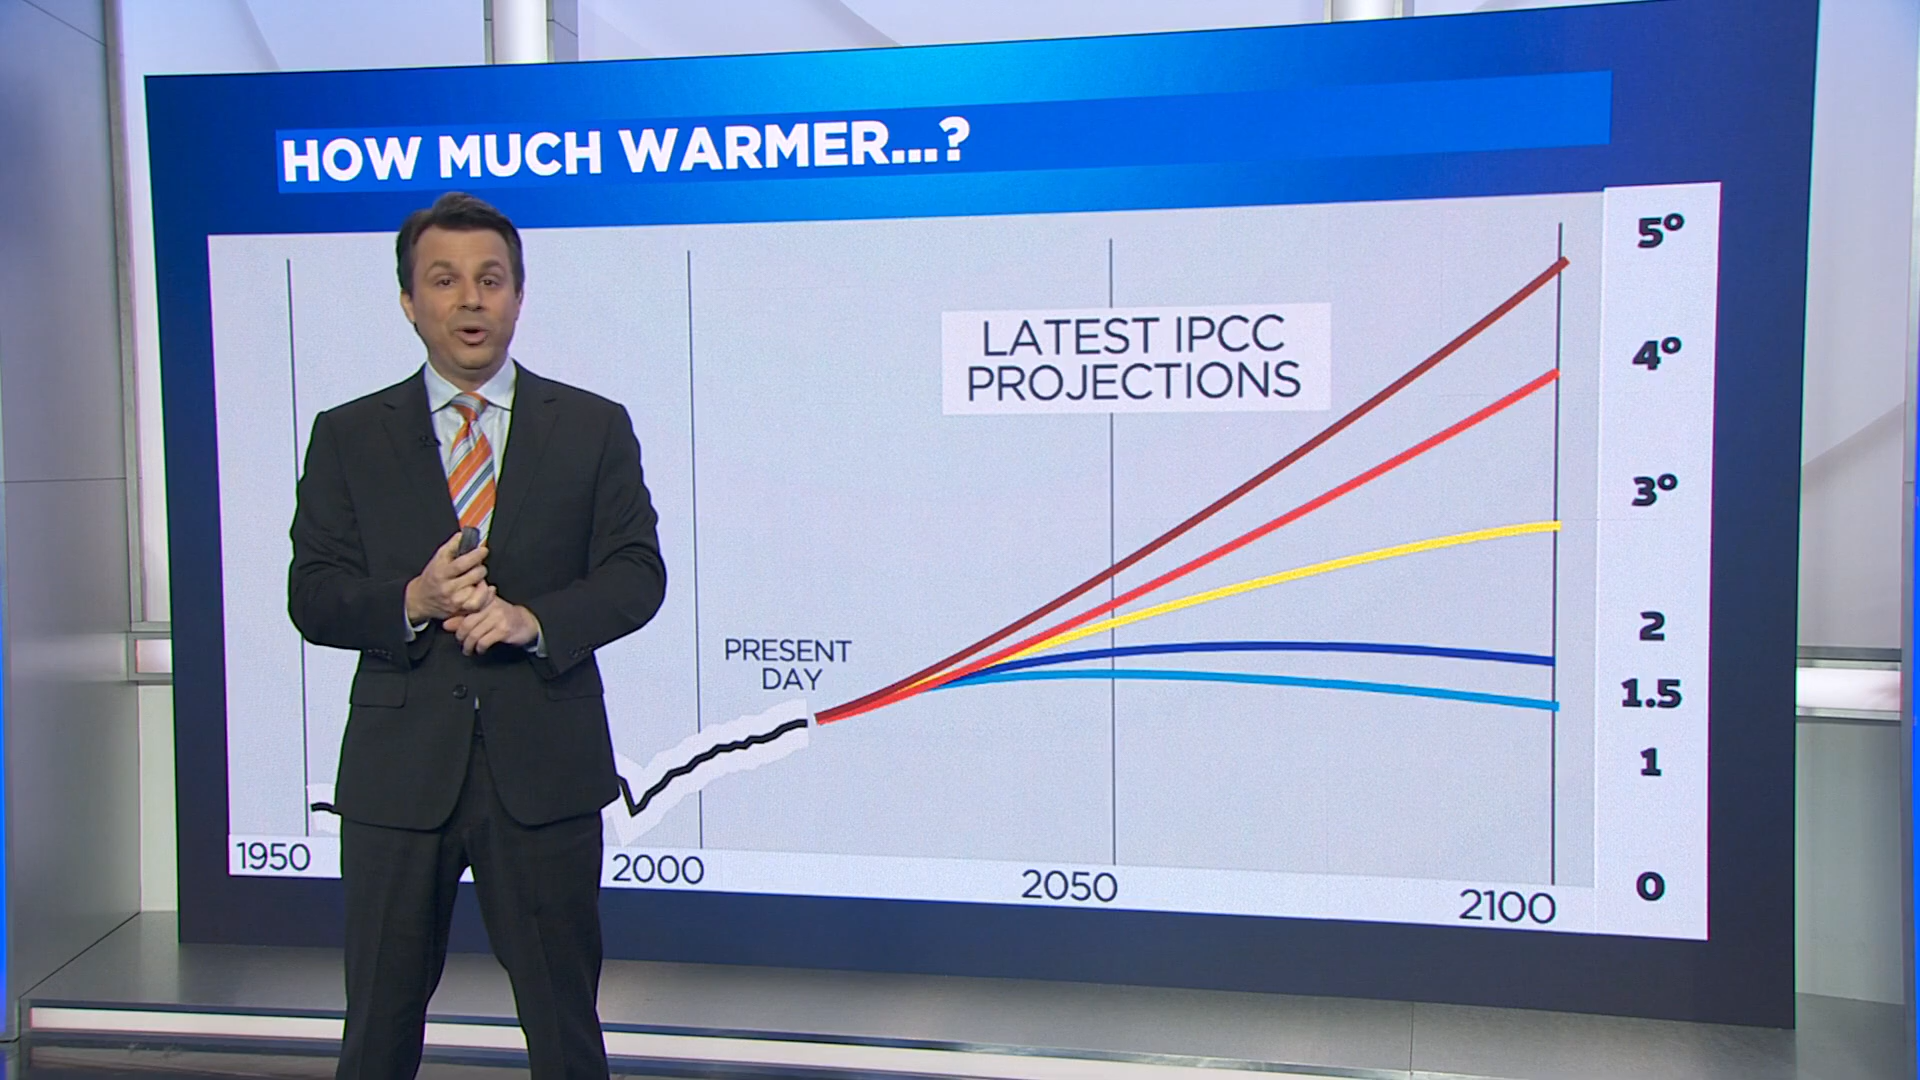 HOW MUCH WARMER...?
LATEST IPCC
PROJECTIONS
PRESENT
DAY
5°
4°
3°
2
1.5
1
0
1950
2000
2050
2100